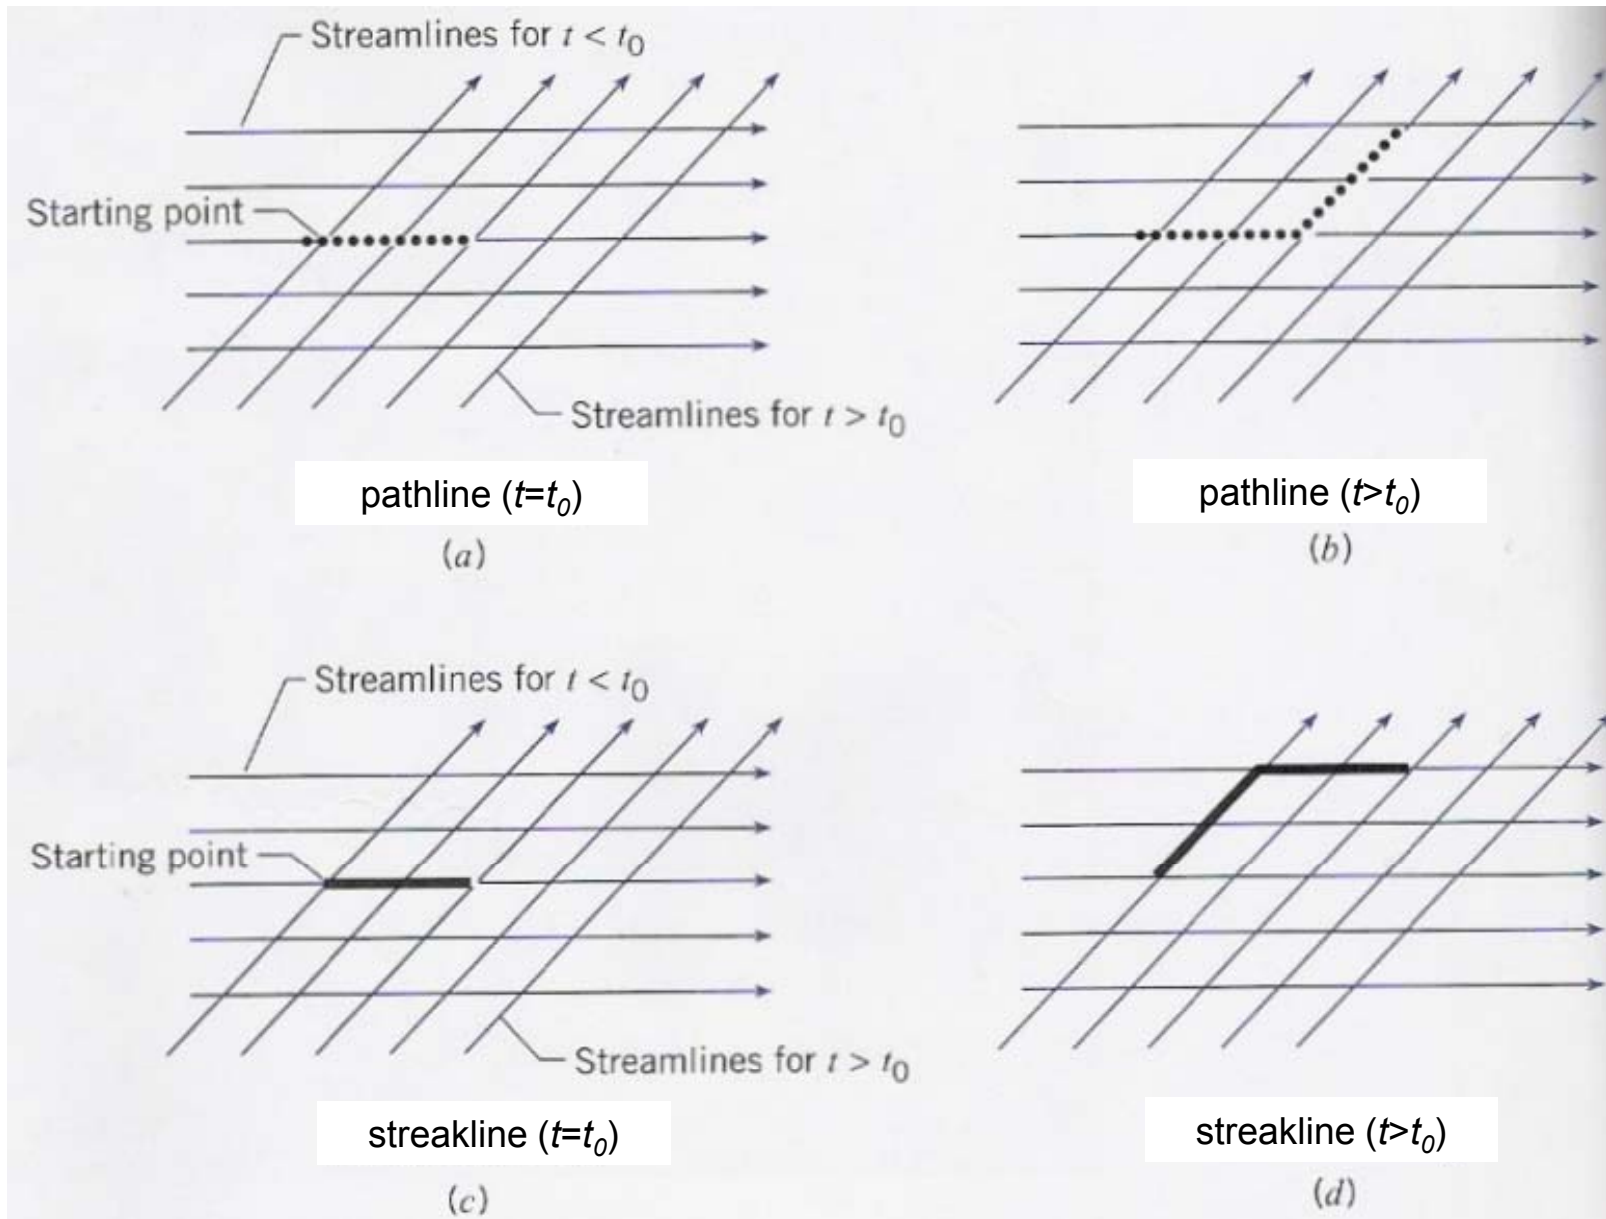 Streamlines for t < t₀
Starting point
Streamlines for t > t₀
pathline (t=t₀)
(a)
pathline (t>t₀)
(b)
Streamlines for t < t₀
Starting point
Streamlines for t > t₀
streakline (t=t₀)
(c)
streakline (t>t₀)
(d)